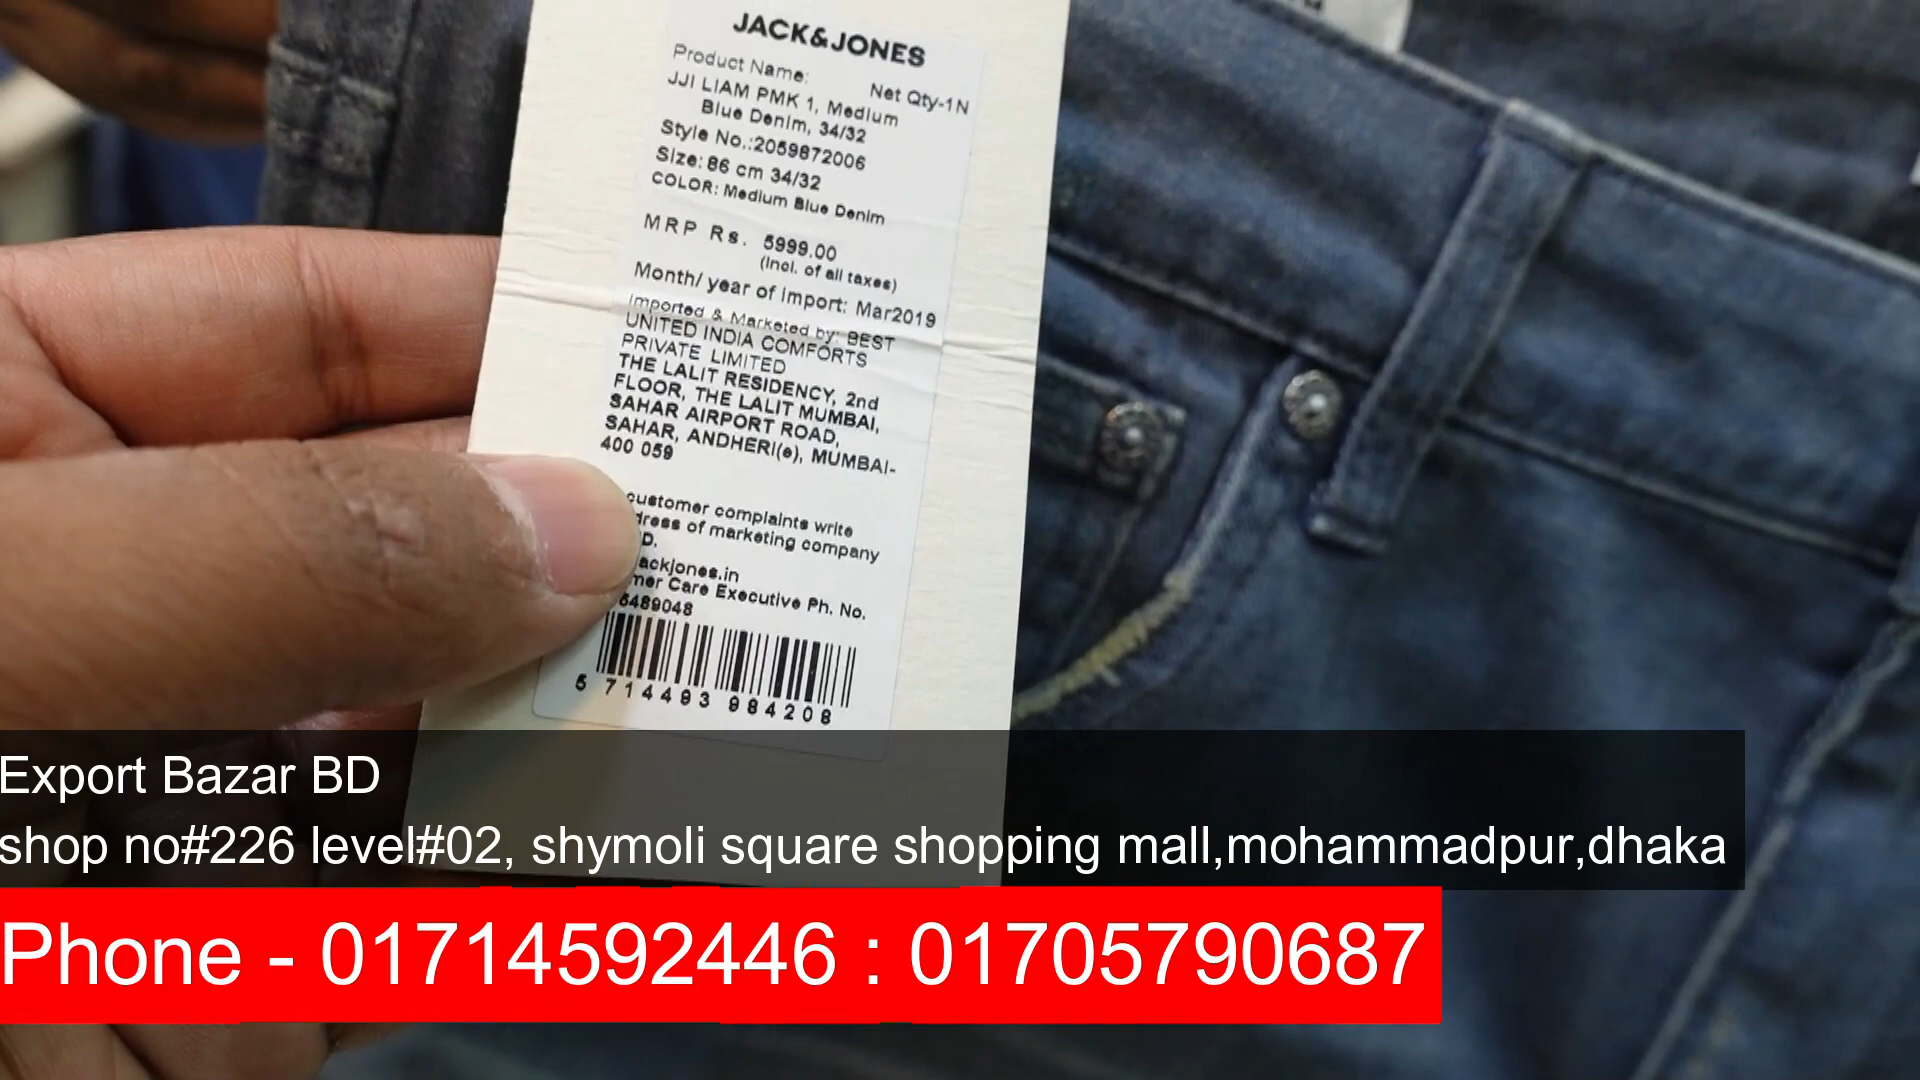 JACK&JONES
Product Name:
Net Qty-1N
JJI LIAM PMK 1, Medium
Blue Denim, 34/32
Style No.:2059872006
Size: 86 cm 34/32
COLOR: Medium Blue Denim
MRP Rs. 5999.00
(Incl. of all taxes)
Month/ year of Import: Mar2019
Imported & Marketed by: BEST
UNITED INDIA COMFORTS
PRIVATE LIMITED
THE LALIT RESIDENCY, 2nd
FLOOR, THE LALIT MUMBAI,
SAHAR AIRPORT ROAD,
SAHAR, ANDHERI(e), MUMBAI-
400 059
customer complaints write
dress of marketing company
D.
ackjones.in
mer Care Executive Ph. No.
5489048
5 714493 984208
Export Bazar BD
shop no#226 level#02, shymoli square shopping mall,mohammadpur,dhaka
Phone - 01714592446 : 01705790687